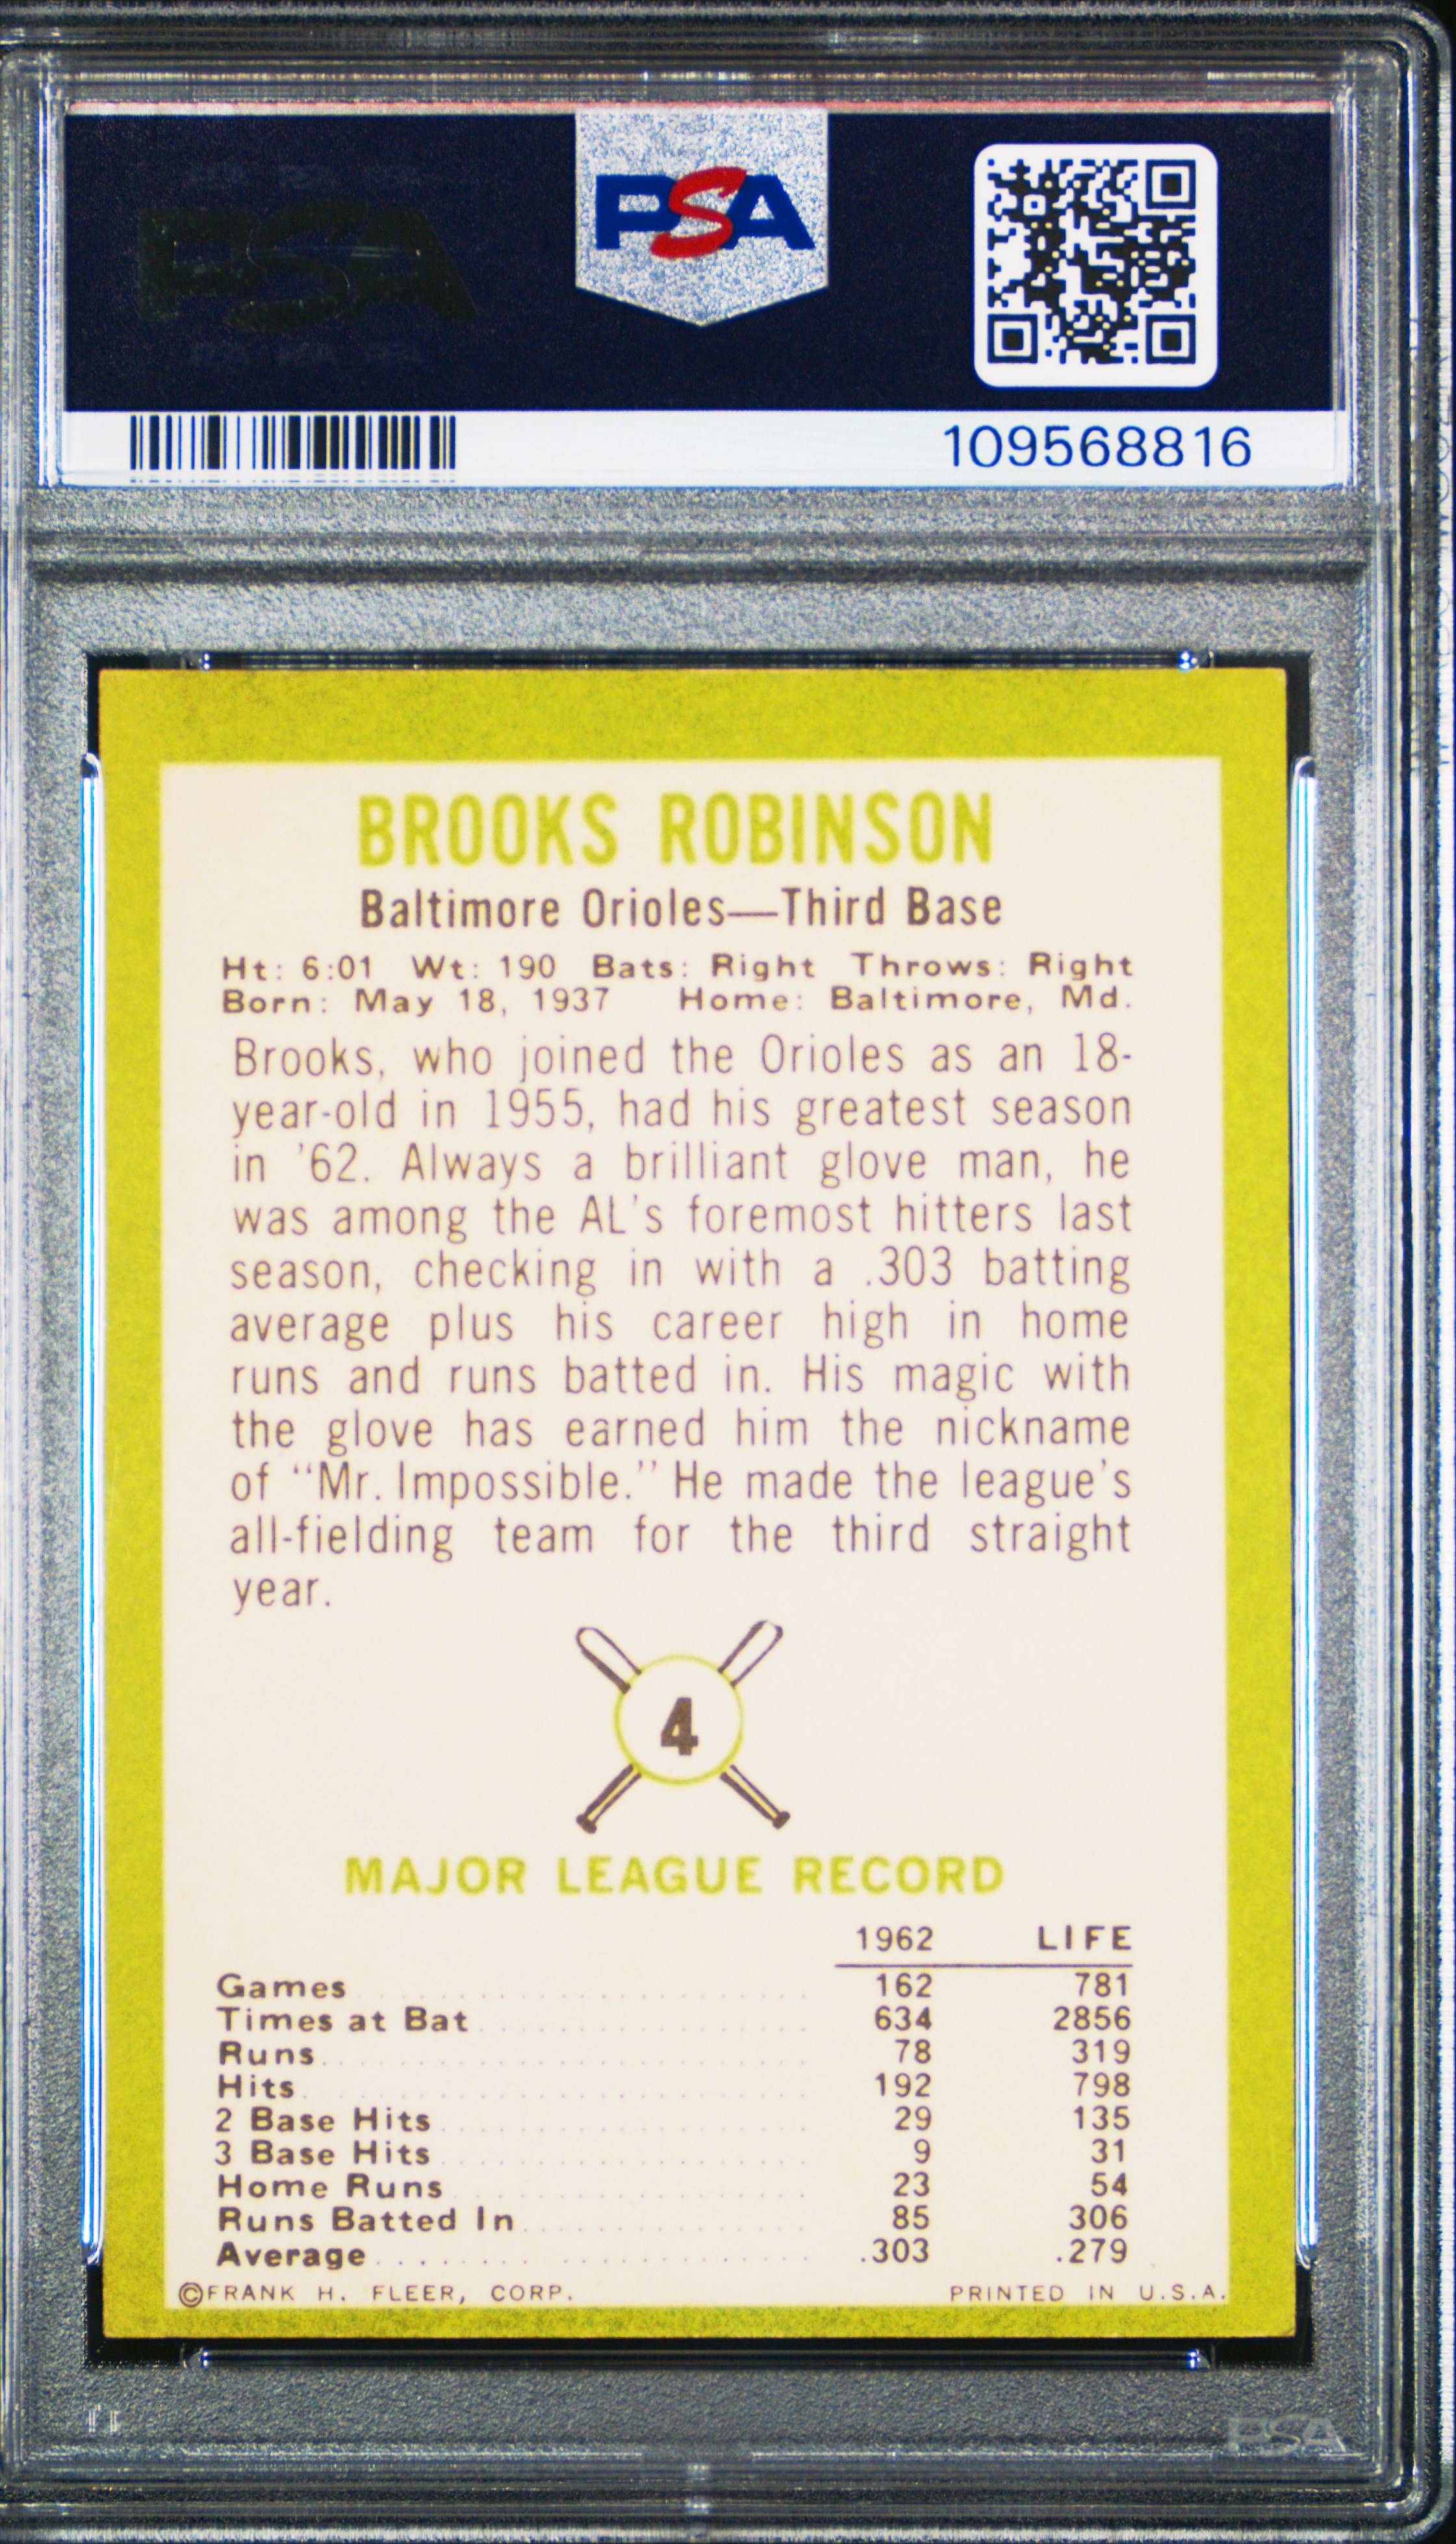 PSA
PSA
109568816
BROOKS ROBINSON
Baltimore Orioles—Third Base
Ht: 6:01 Wt: 190 Bats: Right Throws: Right
Born: May 18, 1937 Home: Baltimore, Md.
Brooks, who joined the Orioles as an 18-
year-old in 1955, had his greatest season
in '62. Always a brilliant glove man, he
was among the AL's foremost hitters last
season, checking in with a .303 batting
average plus his career high in home
runs and runs batted in. His magic with
the glove has earned him the nickname
of “Mr. Impossible.” He made the league's
all-fielding team for the third straight
year.
4
MAJOR LEAGUE RECORD
1962 LIFE
Games 162 781
Times at Bat 634 2856
Runs 78 319
Hits 192 798
2 Base Hits 29 135
3 Base Hits 9 31
Home Runs 23 54
Runs Batted In 85 306
Average .303 .279
©FRANK H. FLEER, CORP. PRINTED IN U.S.A.
PSA